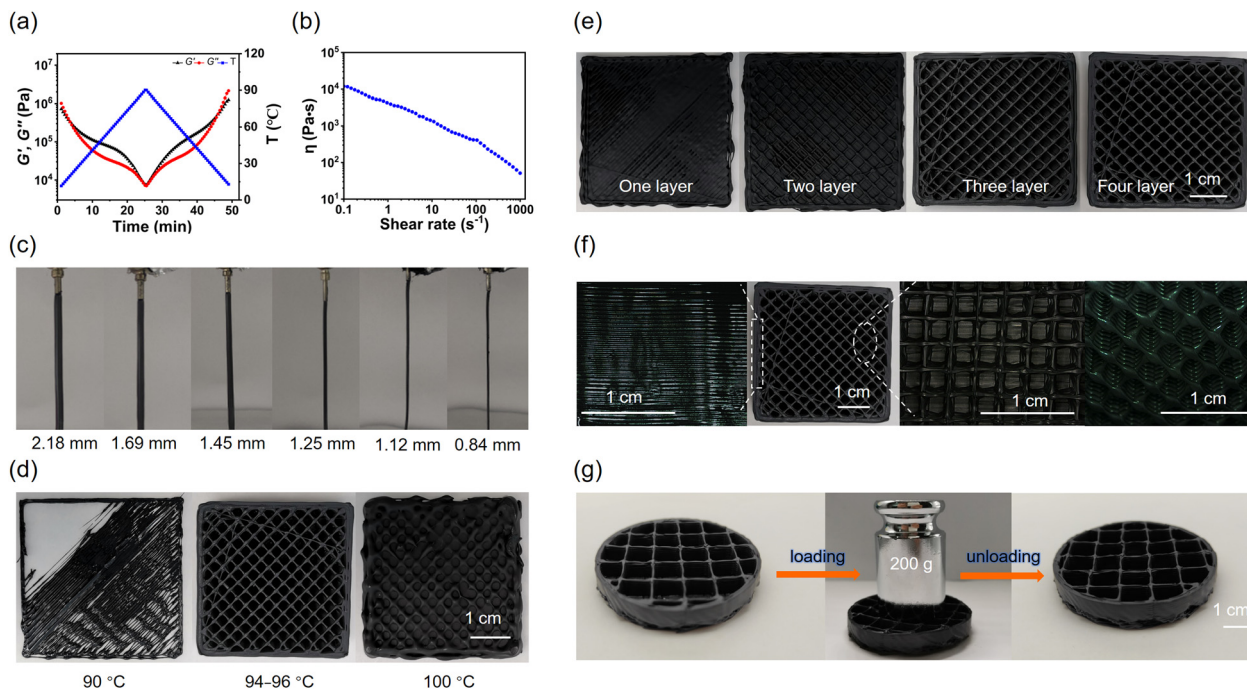 (a)
10⁷
10⁶
10⁵
10⁴
G′, G″ (Pa)
G′ G″ T
120
90
60
30
0
T (℃)
0 10 20 30 40 50
Time (min)
(b)
10⁵
10⁴
10³
10²
10¹
η (Pa•s)
0.1 1 10 100 1000
Shear rate (s⁻¹)
(c)
2.18 mm 1.69 mm 1.45 mm 1.25 mm 1.12 mm 0.84 mm
(d)
1 cm
90 °C 94–96 °C 100 °C
(e)
One layer Two layer Three layer Four layer
1 cm
(f)
1 cm 1 cm 1 cm 1 cm
(g)
loading
200 g
unloading
1 cm